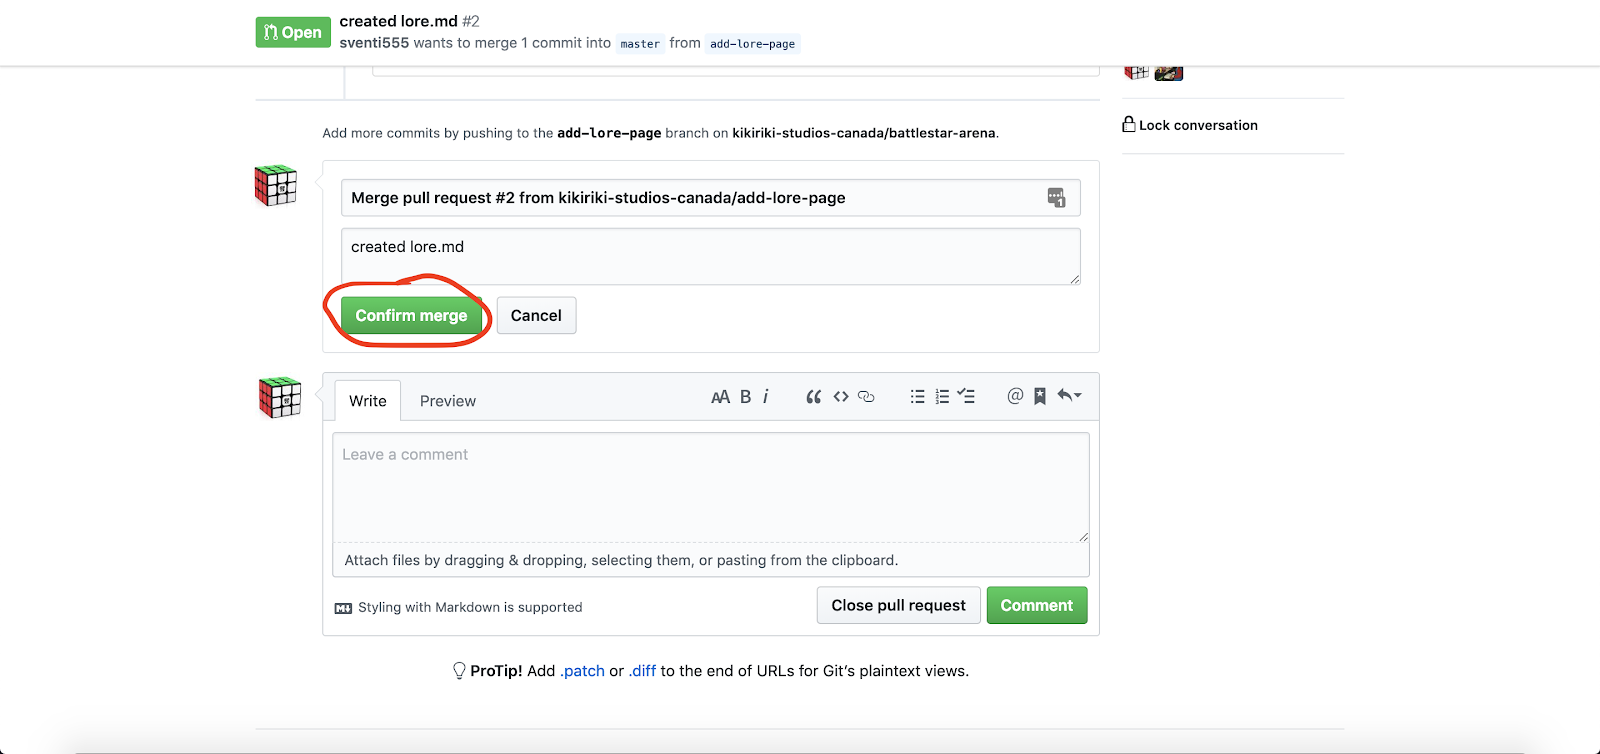 Open
created lore.md #2
sventi555 wants to merge 1 commit into master from add-lore-page
Lock conversation
Add more commits by pushing to the add-lore-page branch on kikiriki-studios-canada/battlestar-arena.
Merge pull request #2 from kikiriki-studios-canada/add-lore-page
created lore.md
Confirm merge
Cancel
Write
Preview
AA B i
Leave a comment
Attach files by dragging & dropping, selecting them, or pasting from the clipboard.
Styling with Markdown is supported
Close pull request
Comment
ProTip! Add .patch or .diff to the end of URLs for Git’s plaintext views.